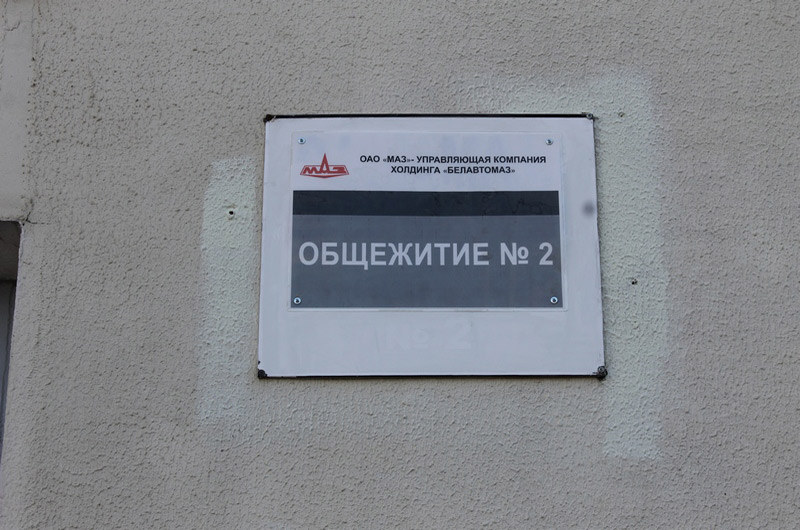 МАЗ
ОАО «МАЗ»- УПРАВЛЯЮЩАЯ КОМПАНИЯ
ХОЛДИНГА «БЕЛАВТОМАЗ»
ОБЩЕЖИТИЕ № 2